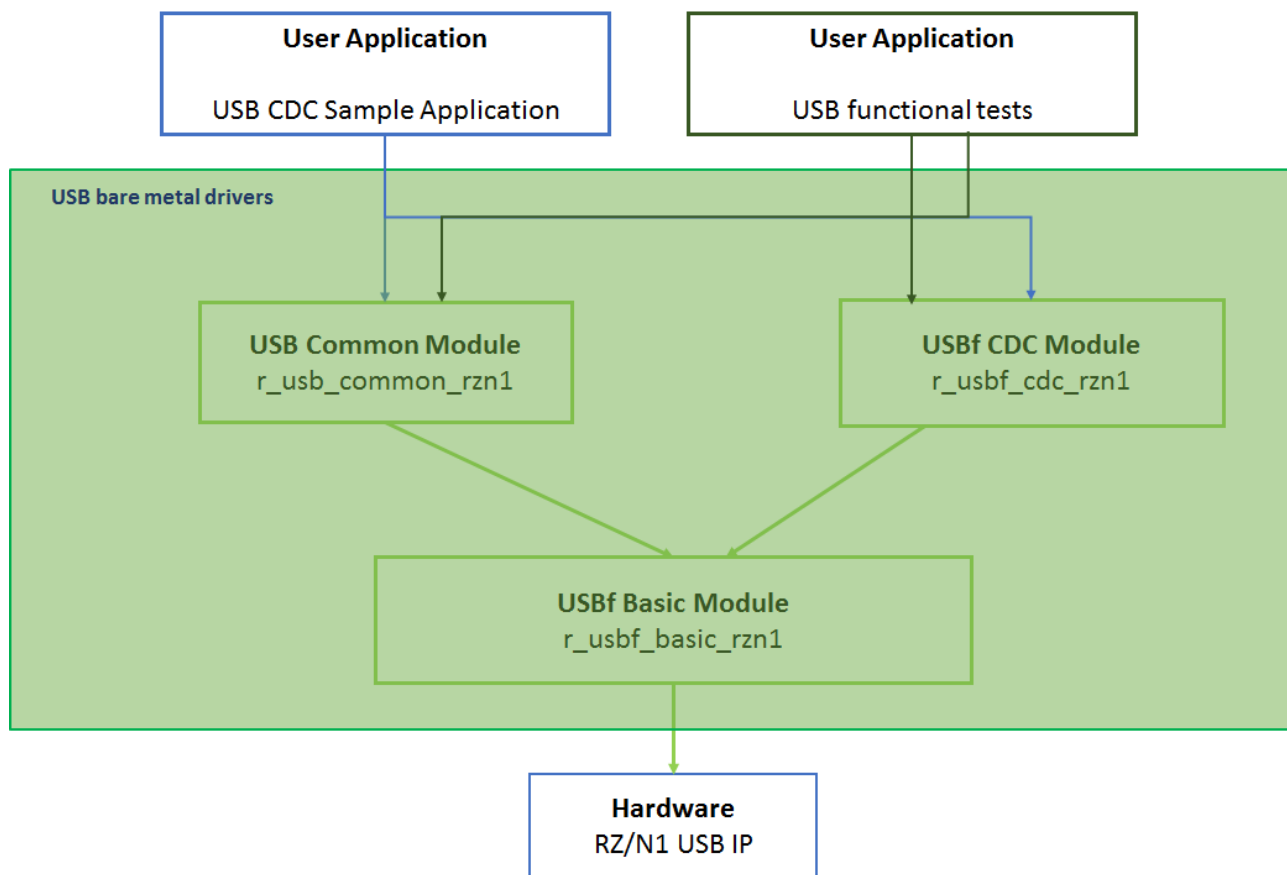 User Application
USB CDC Sample Application
User Application
USB functional tests
USB bare metal drivers
USB Common Module
r_usb_common_rzn1
USBf CDC Module
r_usbf_cdc_rzn1
USBf Basic Module
r_usbf_basic_rzn1
Hardware
RZ/N1 USB IP